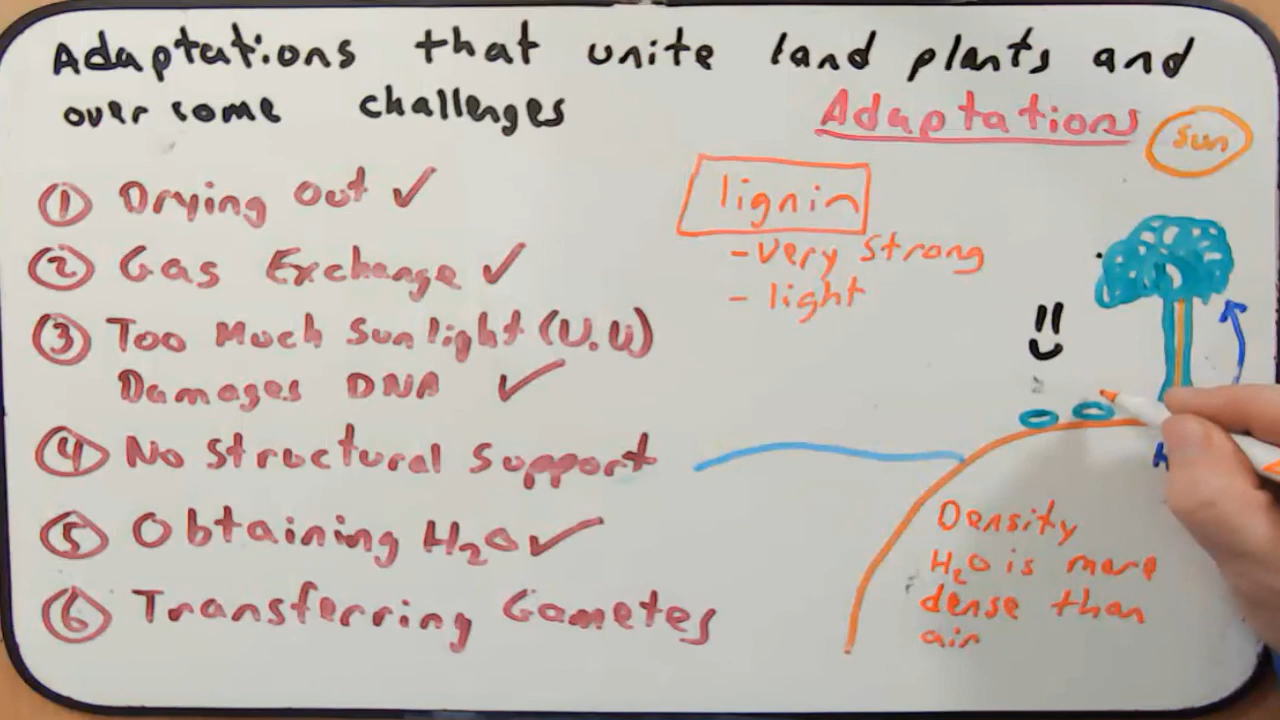 Adaptations that unite land plants and
over some challenges
Adaptations
Sun
① Drying Out ✓
② Gas Exchange ✓
③ Too Much Sunlight (U.V)
Damages DNA ✓
④ No Structural Support
⑤ Obtaining H₂O ✓
⑥ Transferring Gametes
lignin
- very strong
- light
Density
H₂O is more
dense than
air